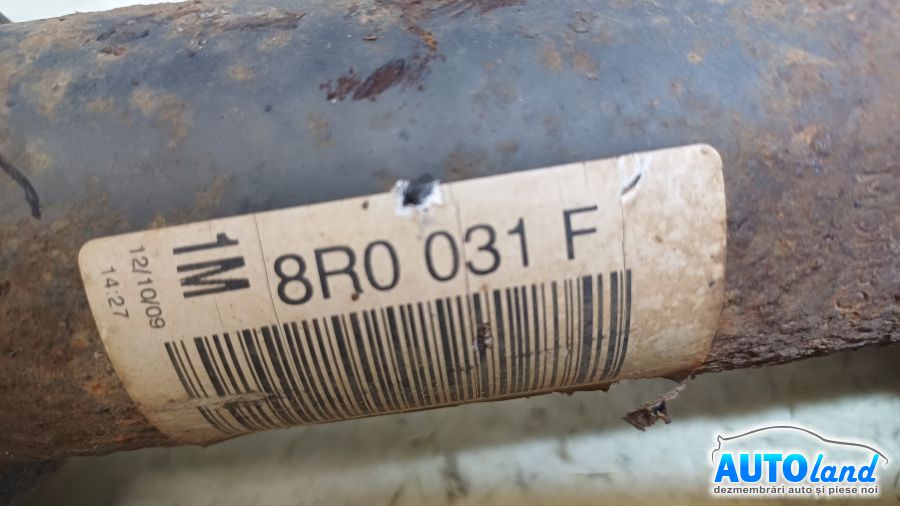 12/10/09
14:27
1M
8R0 031 F
AUTOland
dezmembrări auto și piese noi